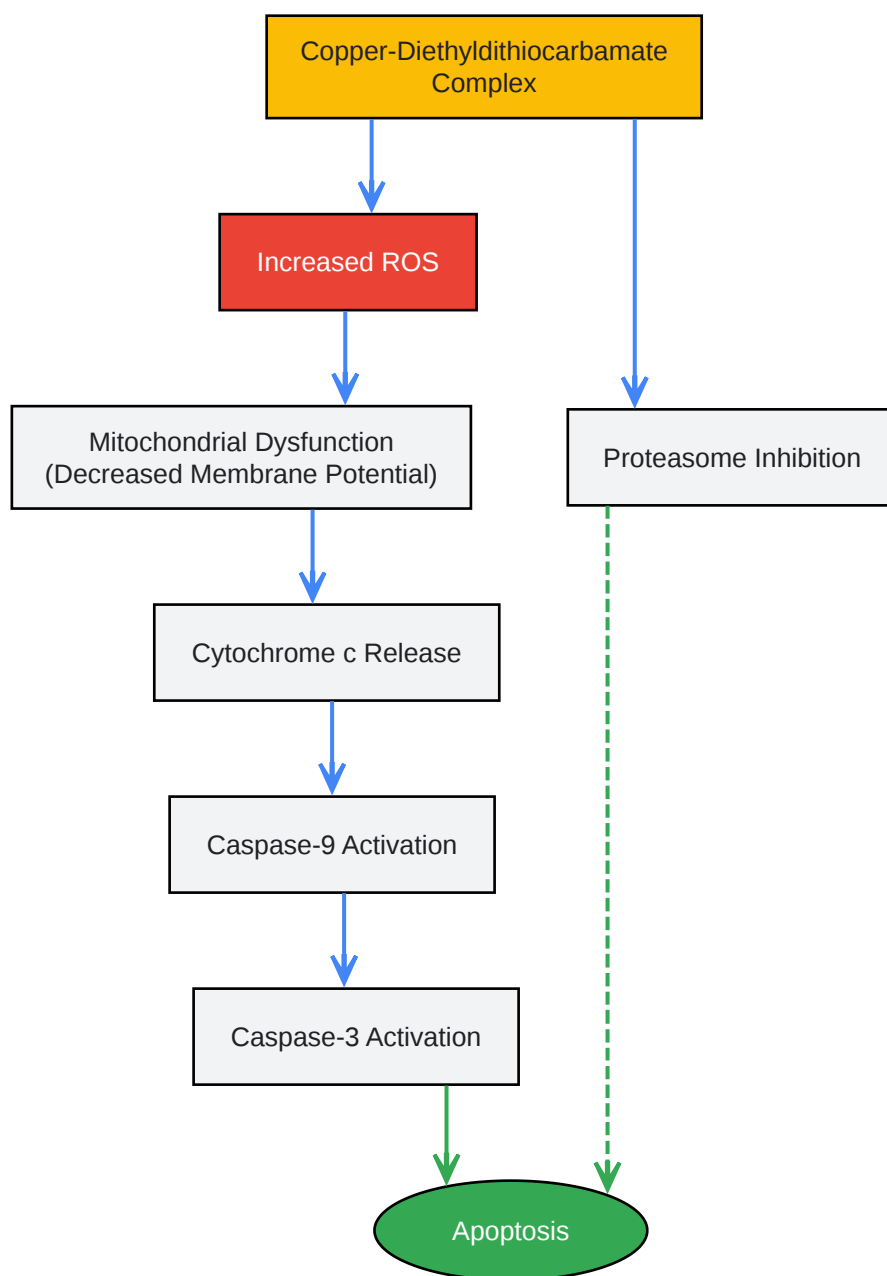 Copper-Diethyldithiocarbamate
Complex
Increased ROS
Mitochondrial Dysfunction
(Decreased Membrane Potential)
Proteasome Inhibition
Cytochrome c Release
Caspase-9 Activation
Caspase-3 Activation
Apoptosis